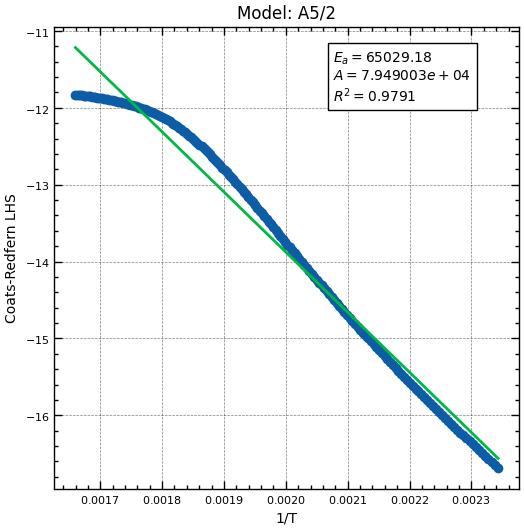 Model: A5/2
−11
−12
−13
−14
−15
−16
Coats-Redfern LHS
E_a = 65029.18
A = 7.949003e + 04
R² = 0.9791
0.0017 0.0018 0.0019 0.0020 0.0021 0.0022 0.0023
1/T